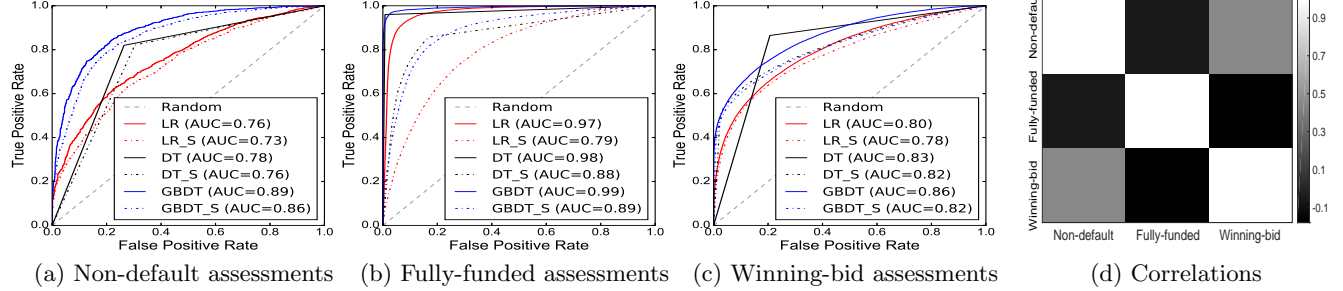 True Positive Rate
1.0
0.8
0.6
0.4
0.2
0.0
Random
LR (AUC=0.76)
LR_S (AUC=0.73)
DT (AUC=0.78)
DT_S (AUC=0.76)
GBDT (AUC=0.89)
GBDT_S (AUC=0.86)
0.0 0.2 0.4 0.6 0.8 1.0
False Positive Rate
(a) Non-default assessments
True Positive Rate
1.0
0.8
0.6
0.4
0.2
0.0
Random
LR (AUC=0.97)
LR_S (AUC=0.79)
DT (AUC=0.98)
DT_S (AUC=0.88)
GBDT (AUC=0.99)
GBDT_S (AUC=0.89)
0.0 0.2 0.4 0.6 0.8 1.0
False Positive Rate
(b) Fully-funded assessments
True Positive Rate
1.0
0.8
0.6
0.4
0.2
0.0
Random
LR (AUC=0.80)
LR_S (AUC=0.78)
DT (AUC=0.83)
DT_S (AUC=0.82)
GBDT (AUC=0.86)
GBDT_S (AUC=0.82)
0.0 0.2 0.4 0.6 0.8 1.0
False Positive Rate
(c) Winning-bid assessments
Non-default
Fully-funded
Winning-bid
Non-default Fully-funded Winning-bid
0.9
0.7
0.5
0.3
0.1
-0.1
(d) Correlations